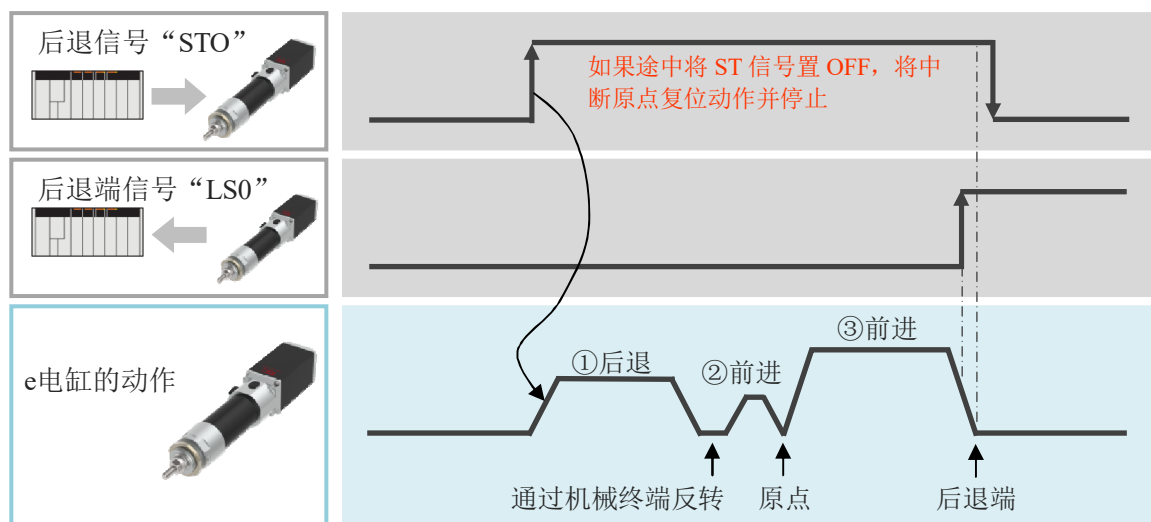 后退信号“STO”
如果途中将 ST 信号置 OFF，将中
断原点复位动作并停止
后退端信号“LS0”
e电缸的动作
①后退
②前进
③前进
通过机械终端反转
原点
后退端